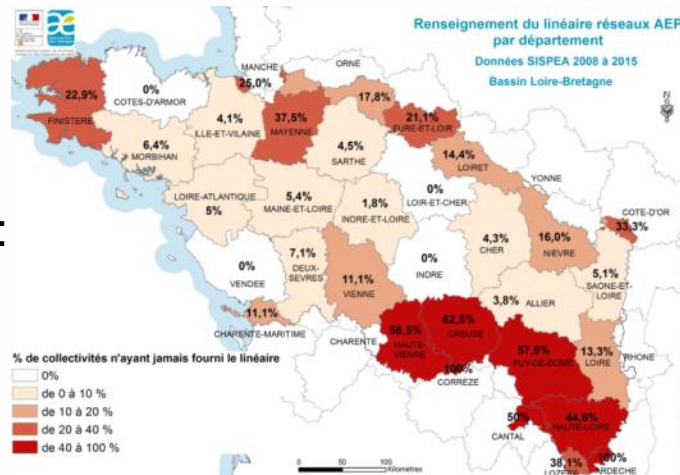 Renseignement du linéaire réseaux AEP
par département
Données SISPEA 2008 à 2015
Bassin Loire-Bretagne
MANCHE
25,0%
ORNE
17,8%
22,9%
FINISTERE
0%
COTES-D'ARMOR
4,1%
ILLE-ET-VILAINE
37,5%
MAYENNE
21,1%
EURE-ET-LOIR
6,4%
MORBIHAN
4,5%
SARTHE
14,4%
LOIRET
YONNE
LOIRE-ATLANTIQUE
5%
5,4%
MAINE-ET-LOIRE
1,8%
INDRE-ET-LOIRE
0%
LOIR-ET-CHER
COTE-D'OR
33,3%
4,3%
CHER
16,0%
NIEVRE
0%
VENDEE
7,1%
DEUX-
SEVRES
11,1%
VIENNE
0%
INDRE
5,1%
SAONE-ET-
LOIRE
3,8%
ALLIER
11,1%
CHARENTE-MARITIME
CHARENTE
HAUTE-
VIENNE
62,5%
CREUSE
57,9%
PUY-DE-DOME
13,3%
LOIRE
RHONE
100%
CORREZE
50%
CANTAL
44,6%
HAUTE-LOIRE
38,1%
LOZERE
100%
ARDECHE
% de collectivités n'ayant jamais fourni le linéaire
0%
de 0 à 10 %
de 10 à 20 %
de 20 à 40 %
de 40 à 100 %
0 50 100
Kilomètres